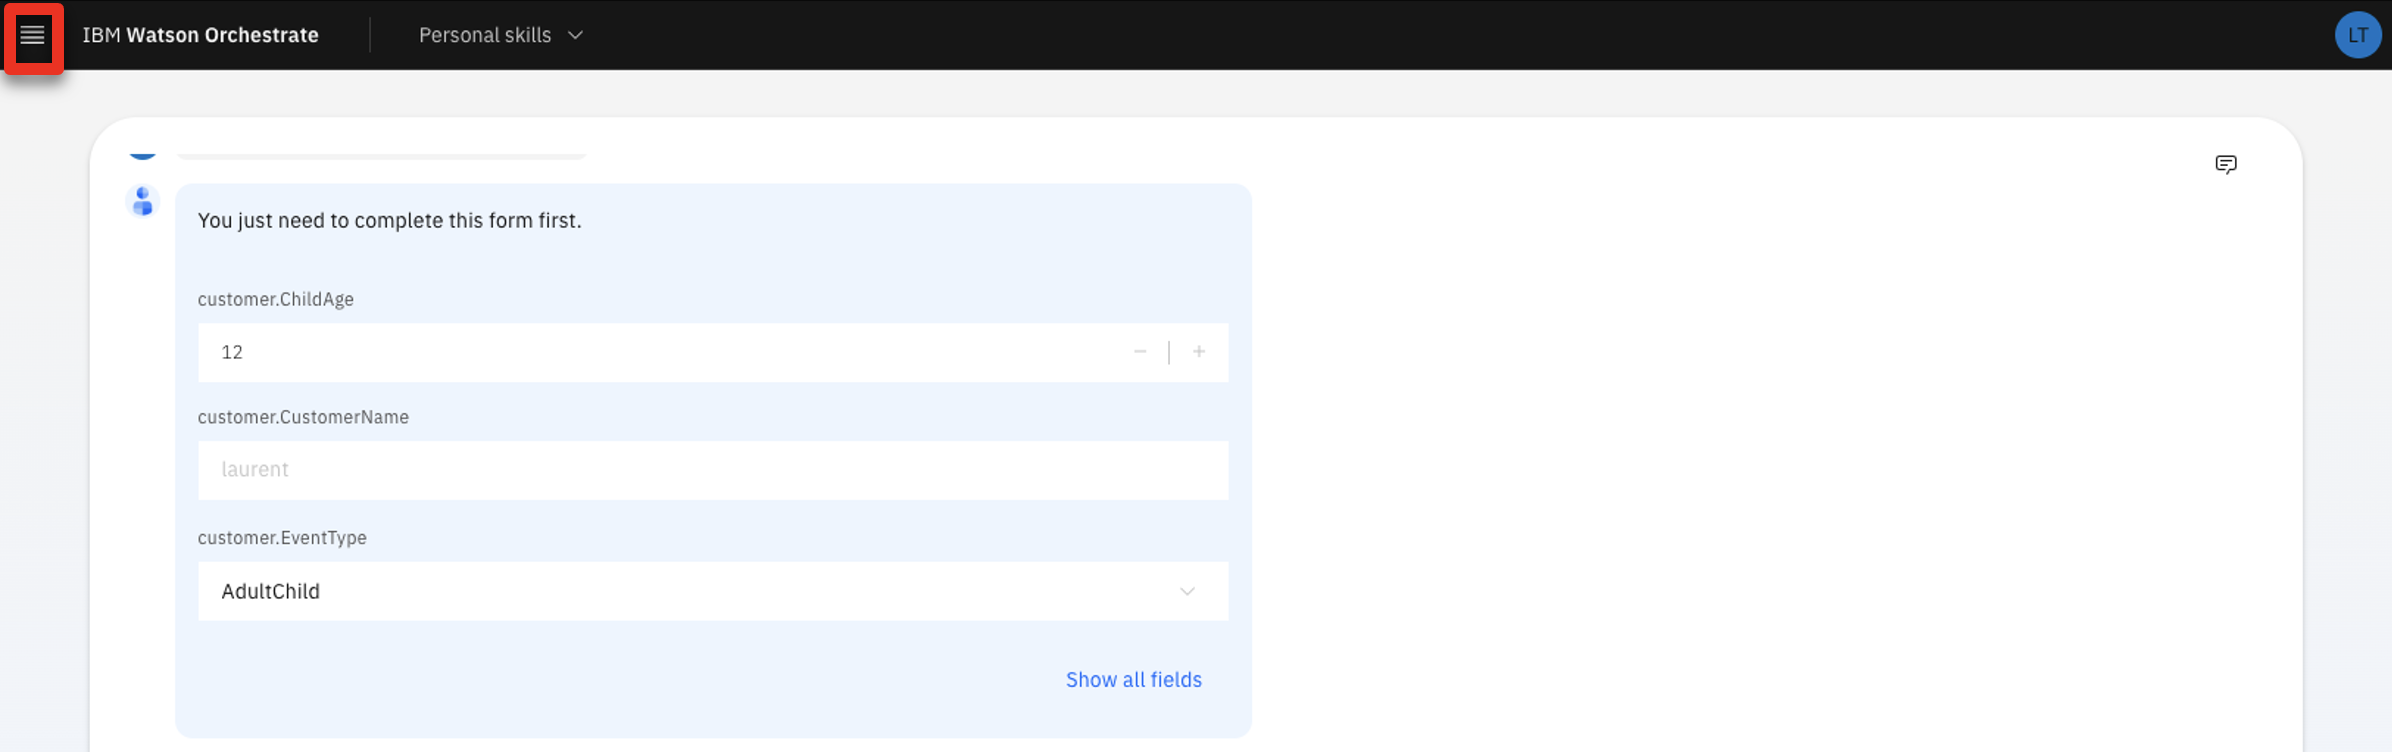 IBM Watson Orchestrate
Personal skills
LT
You just need to complete this form first.
customer.ChildAge
12
customer.CustomerName
laurent
customer.EventType
AdultChild
Show all fields